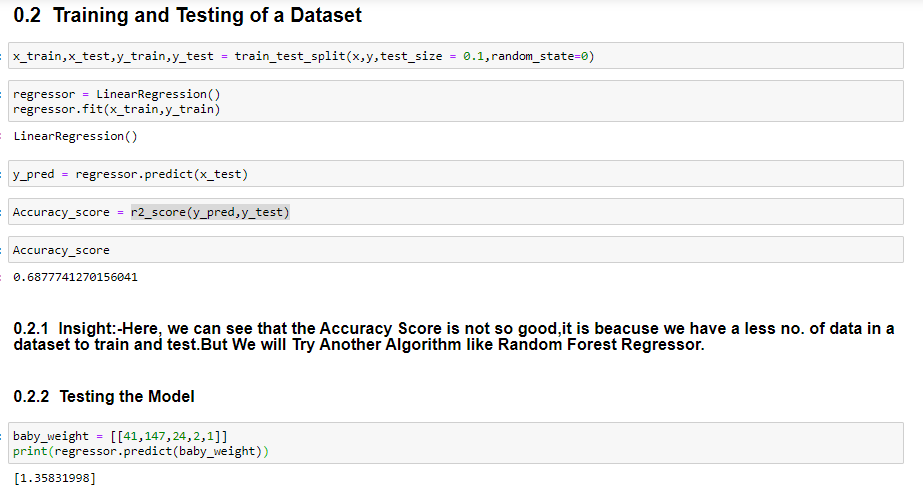 0.2 Training and Testing of a Dataset
x_train,x_test,y_train,y_test = train_test_split(x,y,test_size = 0.1,random_state=0)
regressor = LinearRegression()
regressor.fit(x_train,y_train)
LinearRegression()
y_pred = regressor.predict(x_test)
Accuracy_score = r2_score(y_pred,y_test)
Accuracy_score
0.6877741270156041
0.2.1 Insight:-Here, we can see that the Accuracy Score is not so good,it is beacuse we have a less no. of data in a
dataset to train and test.But We will Try Another Algorithm like Random Forest Regressor.
0.2.2 Testing the Model
baby_weight = [[41,147,24,2,1]]
print(regressor.predict(baby_weight))
[1.35831998]